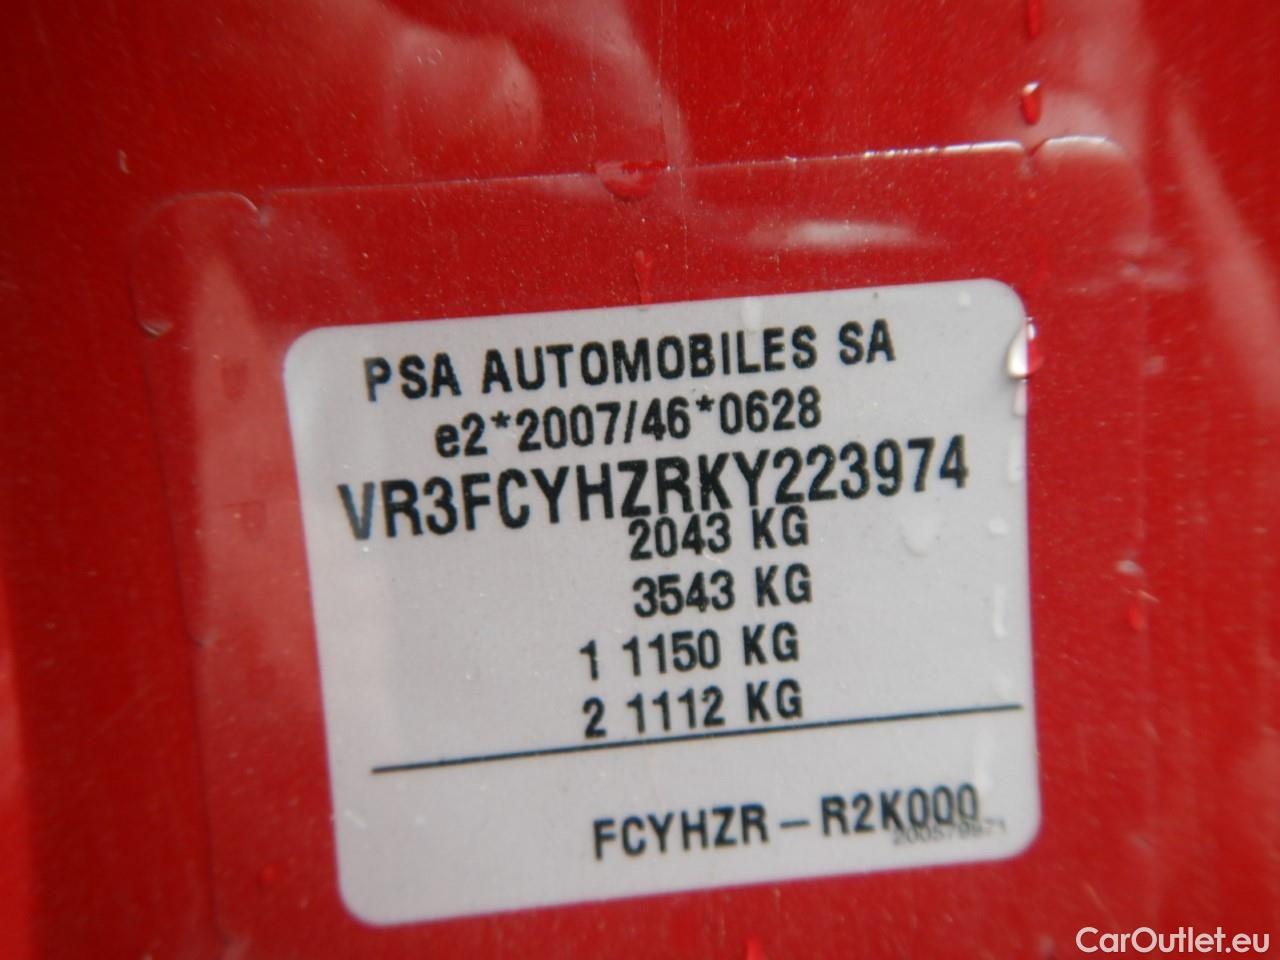 PSA AUTOMOBILES SA
e2*2007/46*0628
VR3FCYHZRKY223974
2043 KG
3543 KG
1 1150 KG
2 1112 KG
FCYHZR – R2K000
CarOutlet.eu